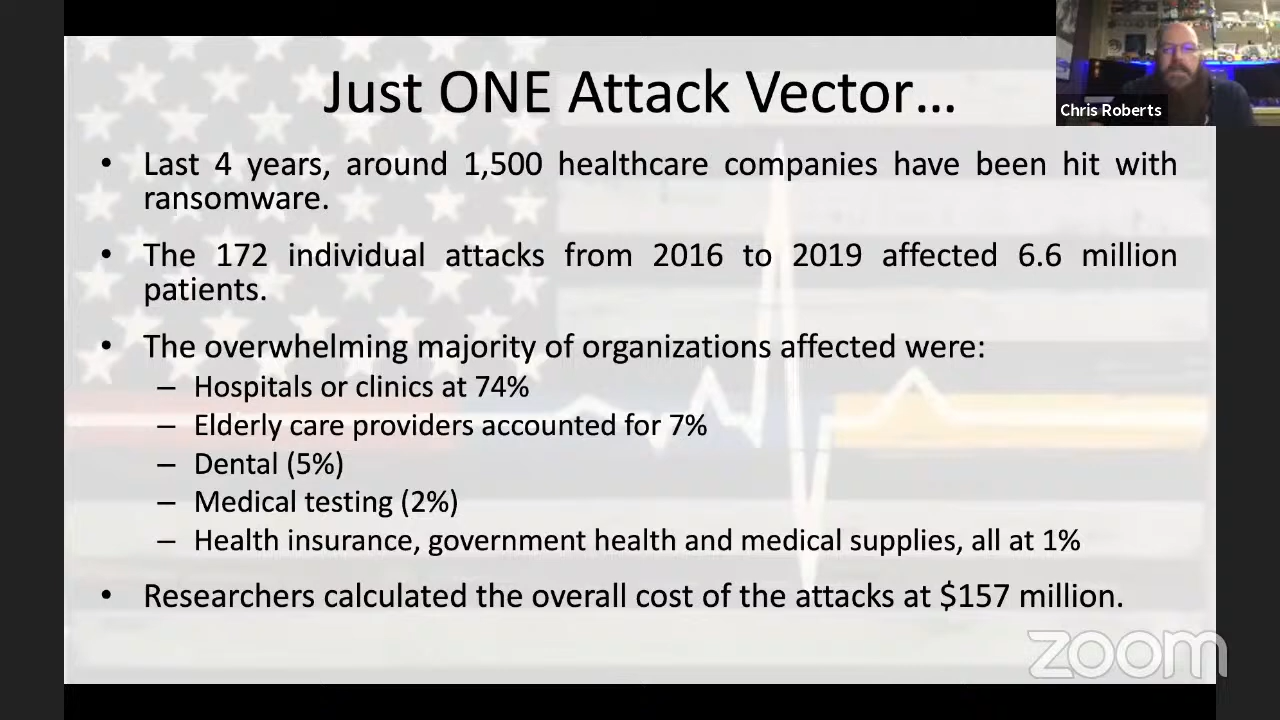 Just ONE Attack Vector…
Chris Roberts
• Last 4 years, around 1,500 healthcare companies have been hit with
ransomware.
• The 172 individual attacks from 2016 to 2019 affected 6.6 million
patients.
• The overwhelming majority of organizations affected were:
– Hospitals or clinics at 74%
– Elderly care providers accounted for 7%
– Dental (5%)
– Medical testing (2%)
– Health insurance, government health and medical supplies, all at 1%
• Researchers calculated the overall cost of the attacks at $157 million.
zoom